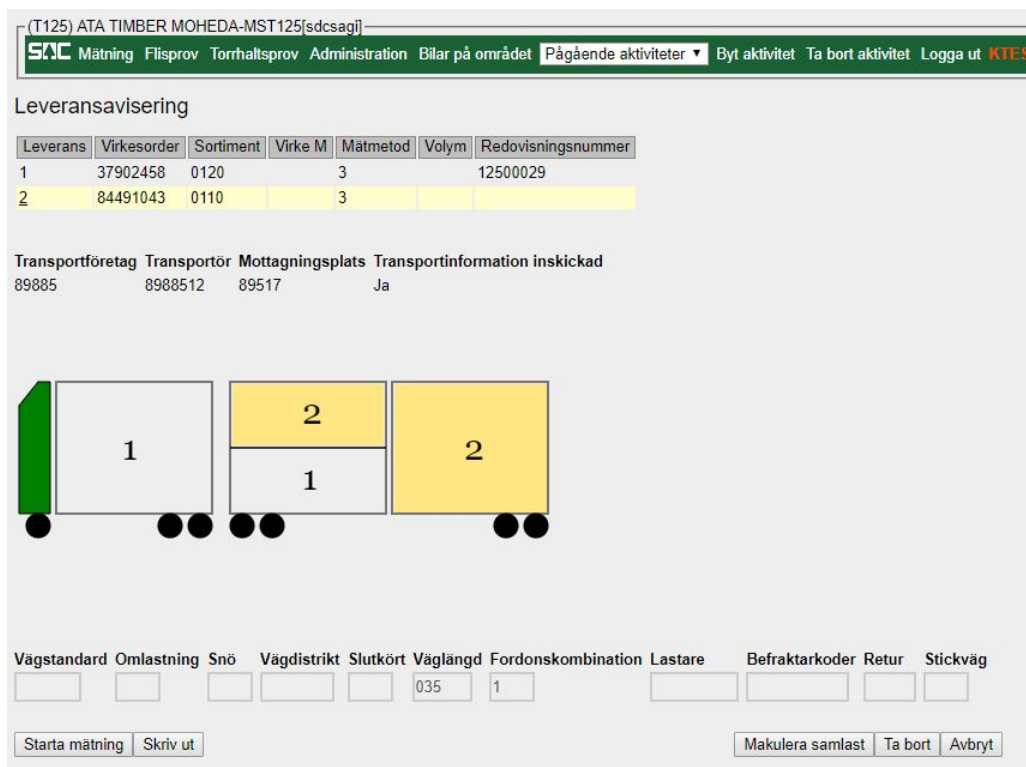 (T125) ATA TIMBER MOHEDA-MST125[sdcsagi]
SDC Mätning Flisprov Torrhaltsprov Administration Bilar på området Pågående aktiviteter ▼ Byt aktivitet Ta bort aktivitet Logga ut KTES
Leveransavisering
Leverans Virkesorder Sortiment Virke M Mätmetod Volym Redovisningsnummer
1 37902458 0120 3 12500029
2 84491043 0110 3
Transportföretag Transportör Mottagningsplats Transportinformation inskickad
89885 8988512 89517 Ja
2
1 2
1
Vägstandard Omlastning Snö Vägdistrikt Slutkört Väglängd Fordonskombination Lastare Befraktarkoder Retur Stickväg
035 1
Starta mätning Skriv ut Makulera samlast Ta bort Avbryt